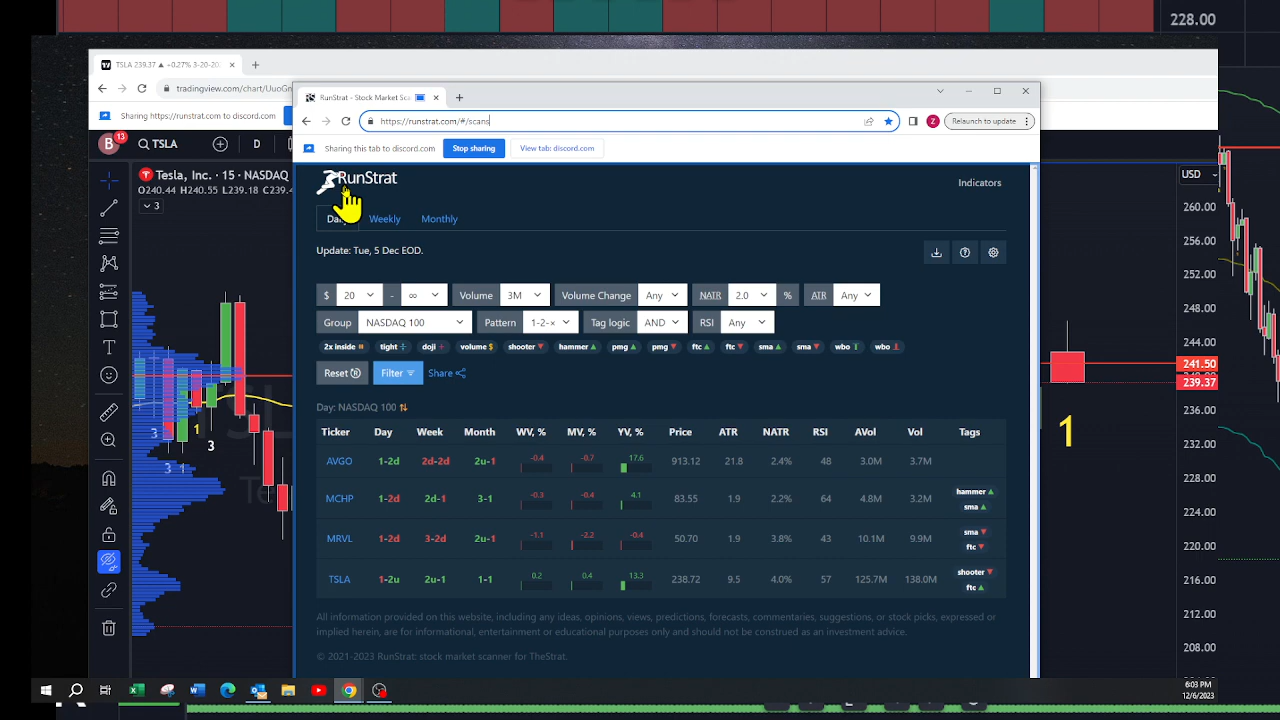 228.00
TSLA 239.37 ▲ +0.27% 3-20-20
tradingview.com/chart/UuoGn
RunStrat - Stock Market Sca
Sharing https://runstrat.com to discord.com
https://runstrat.com/#/scans
Relaunch to update
B 13 TSLA D
Sharing this tab to discord.com Stop sharing View tab: discord.com
Tesla, Inc. · 15 · NASDAQ
O240.44 H240.55 L239.18 C239.4
3
RunStrat
Indicators
Daily Weekly Monthly
Update: Tue, 5 Dec EOD.
$ 20 - ∞ Volume 3M Volume Change Any NATR 2.0 % ATR Any
Group NASDAQ 100 Pattern 1-2-× Tag logic AND RSI Any
2x inside tight doji volume $ shooter hammer pmg pmg ftc ftc sma sma wbo wbo
Reset Filter Share
Day: NASDAQ 100
Ticker Day Week Month WV, % MV, % YV, % Price ATR NATR RSI AVol Vol Tags
AVGO 1-2d 2d-2d 2u-1 -0.4 -0.7 17.6 913.12 21.8 2.4% 48 3.0M 3.7M
MCHP 1-2d 2d-1 3-1 -0.3 -0.4 4.1 83.55 1.9 2.2% 64 4.8M 3.2M hammer sma
MRVL 1-2d 3-2d 2u-1 -1.1 -2.2 -0.4 50.70 1.9 3.8% 43 10.1M 9.9M sma ftc
TSLA 1-2u 2u-1 1-1 0.2 0.4 13.3 238.72 9.5 4.0% 57 125.7M 138.0M shooter ftc
All information provided on this website, including any ideas, opinions, views, predictions, forecasts, commentaries, suggestions, or stock picks, expressed or
implied herein, are for informational, entertainment or educational purposes only and should not be construed as an investment advice.
© 2021-2023 RunStrat: stock market scanner for TheStrat.
USD
260.00
256.00
252.00
248.00
244.00
241.50
239.37
236.00
232.00
228.00
224.00
220.00
216.00
212.00
208.00
1
3
1
3
3 1
6:03 PM
12/6/2023